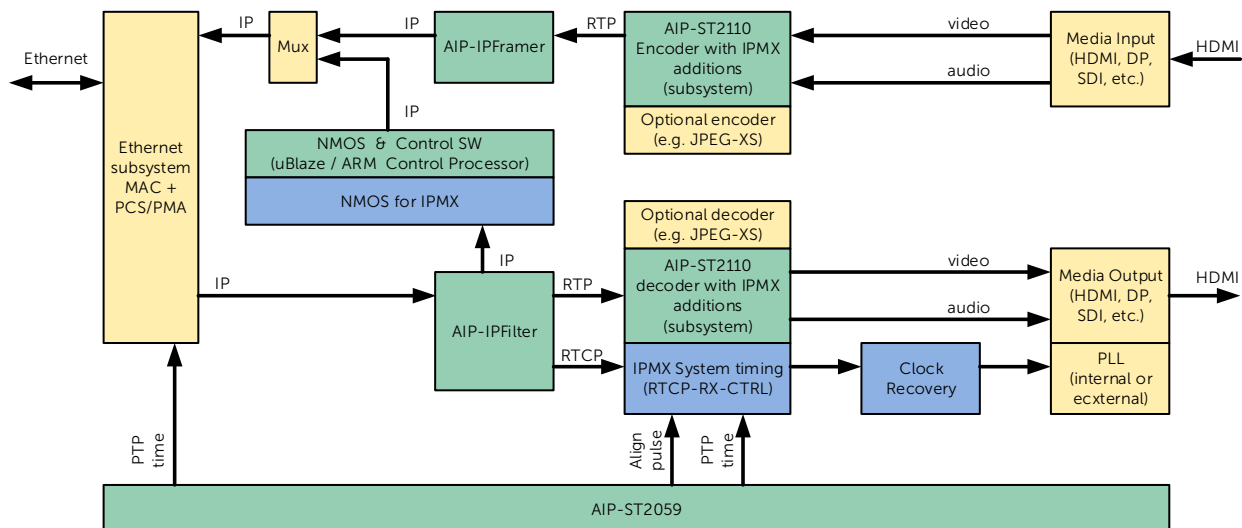 Ethernet
Ethernet
subsystem
MAC +
PCS/PMA
IP
Mux
IP
AIP-IPFramer
RTP
AIP-ST2110
Encoder with IPMX
additions
(subsystem)
Optional encoder
(e.g. JPEG-XS)
video
audio
Media Input
(HDMI, DP,
SDI, etc.)
HDMI
IP
NMOS & Control SW
(uBlaze / ARM Control Processor)
NMOS for IPMX
IP
IP
AIP-IPFilter
RTP
RTCP
Optional decoder
(e.g. JPEG-XS)
AIP-ST2110
decoder with IPMX
additions
(subsystem)
IPMX System timing
(RTCP-RX-CTRL)
video
audio
Media Output
(HDMI, DP,
SDI, etc.)
HDMI
Clock
Recovery
PLL
(internal or
ecxternal)
PTP
time
Align
pulse
PTP
time
AIP-ST2059